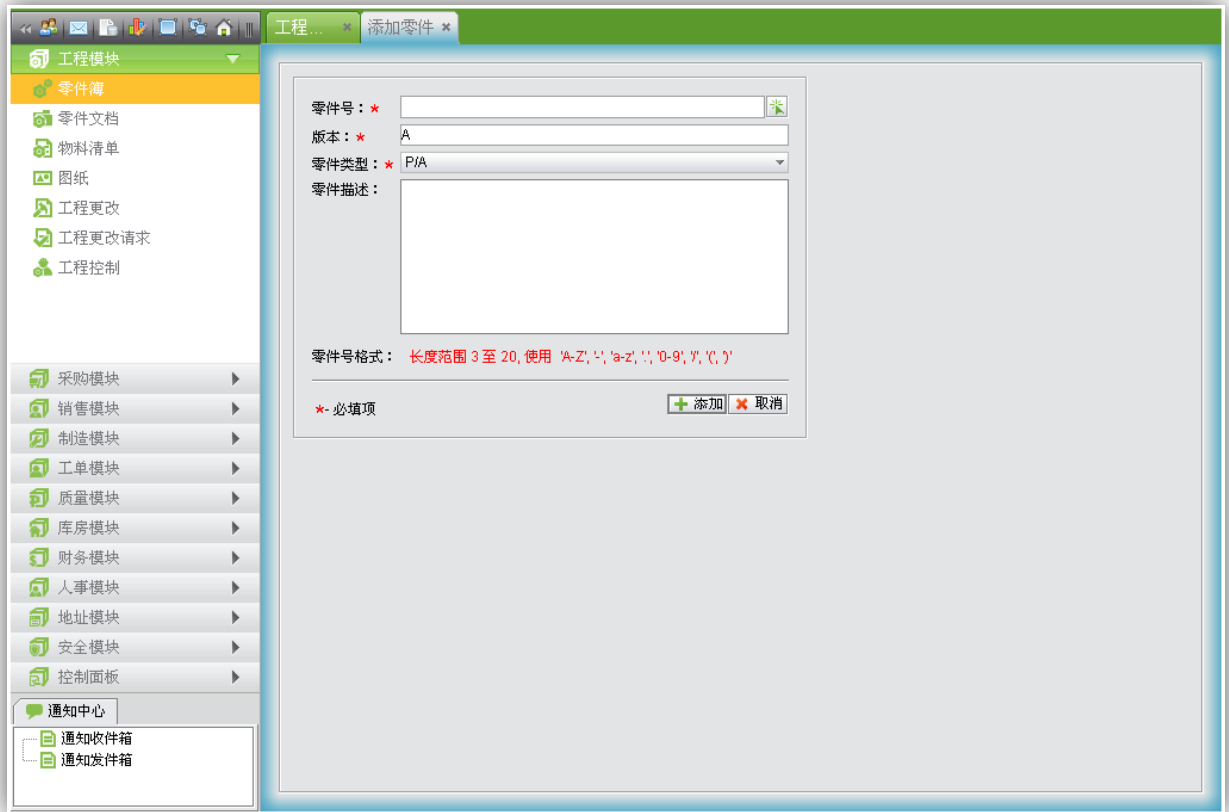 工程...
添加零件
工程模块
零件簿
零件文档
物料清单
图纸
工程更改
工程更改请求
工程控制
采购模块
销售模块
制造模块
工单模块
质量模块
库房模块
财务模块
人事模块
地址模块
安全模块
控制面板
通知中心
通知收件箱
通知发件箱
零件号：*
版本：* A
零件类型：* P/A
零件描述：
零件号格式： 长度范围 3 至 20, 使用 'A-Z', '-', 'a-z', '.', '0-9', '/', '(', ')'
*- 必填项
添加 取消